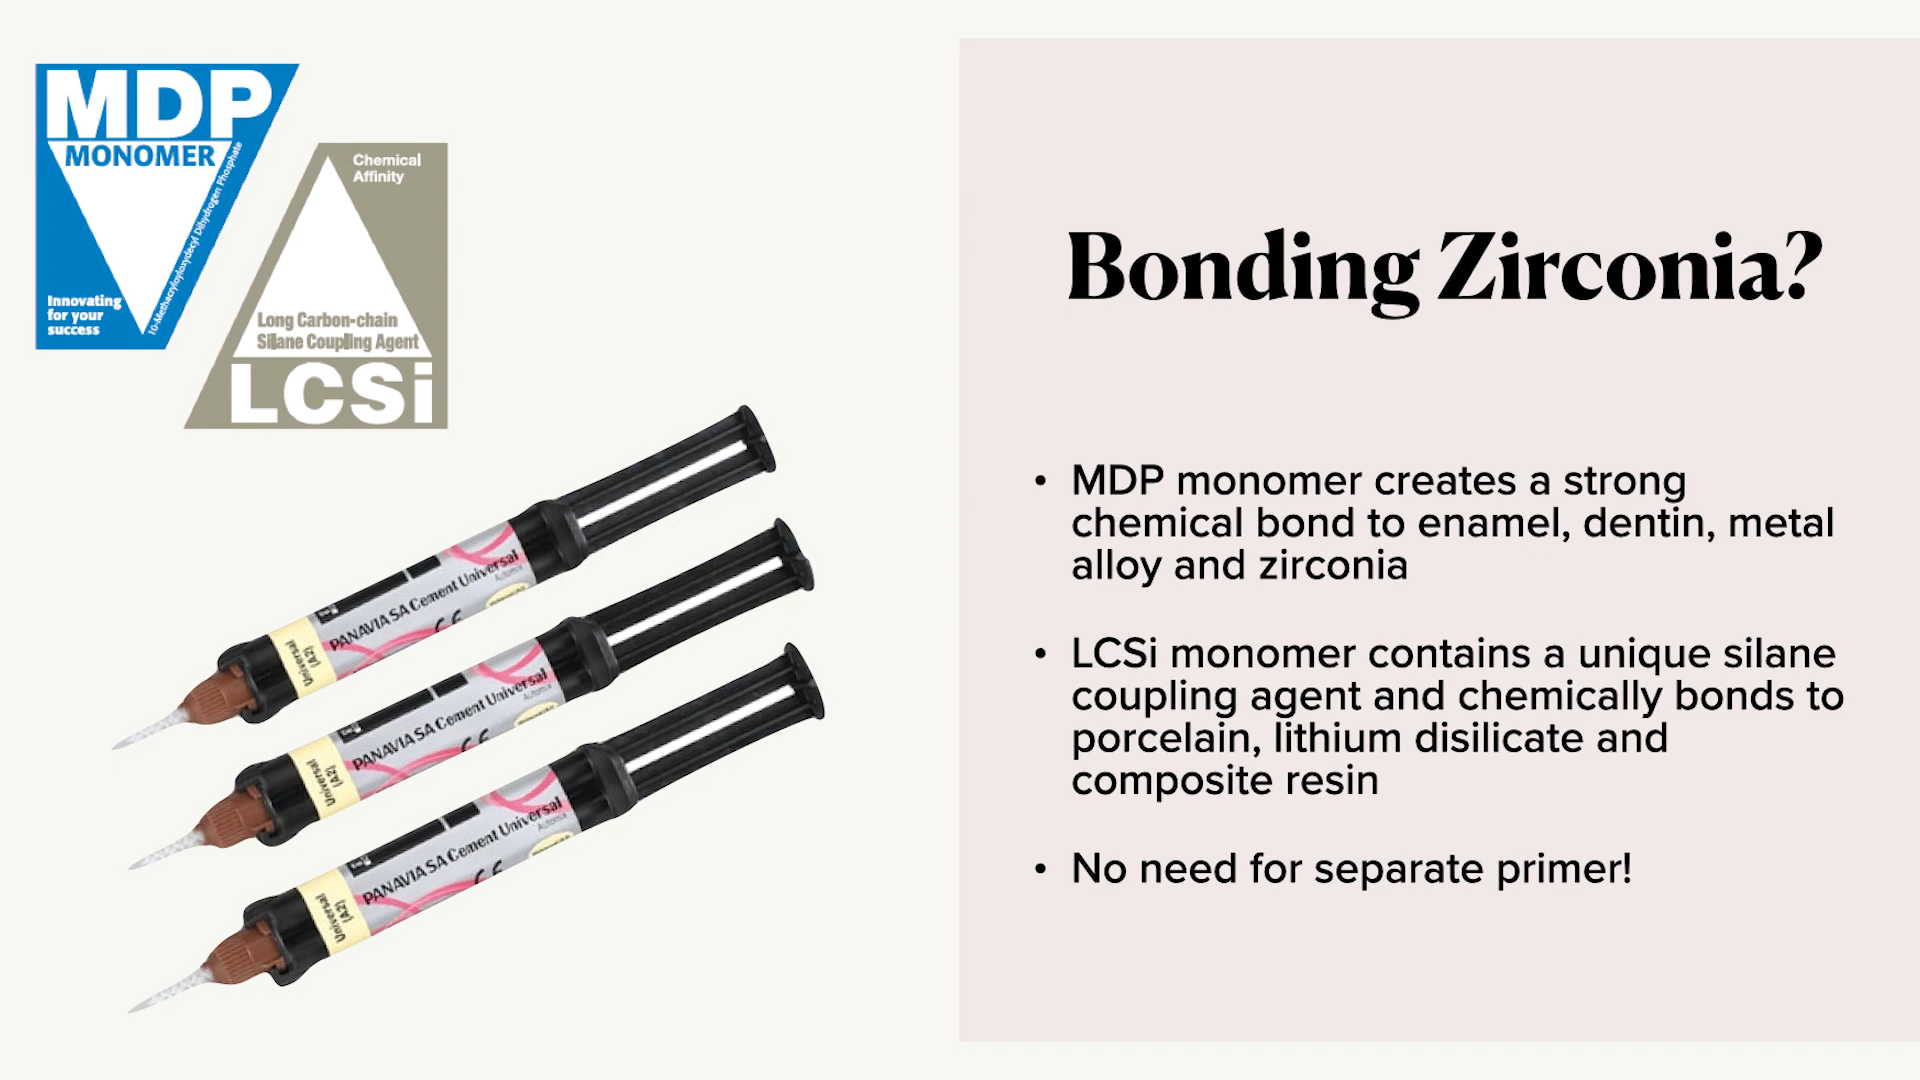 MDP
MONOMER
10-Methacryloyloxydecyl Dihydrogen Phosphate
Innovating
for your
success
Chemical
Affinity
Long Carbon-chain
Silane Coupling Agent
LCSi
PANAVIA SA Cement Universal
Automix
Universal
(A2)
PANAVIA SA Cement Universal
Automix
Universal
(A2)
PANAVIA SA Cement Universal
Automix
Universal
(A2)
Bonding Zirconia?
• MDP monomer creates a strong
chemical bond to enamel, dentin, metal
alloy and zirconia
• LCSi monomer contains a unique silane
coupling agent and chemically bonds to
porcelain, lithium disilicate and
composite resin
• No need for separate primer!